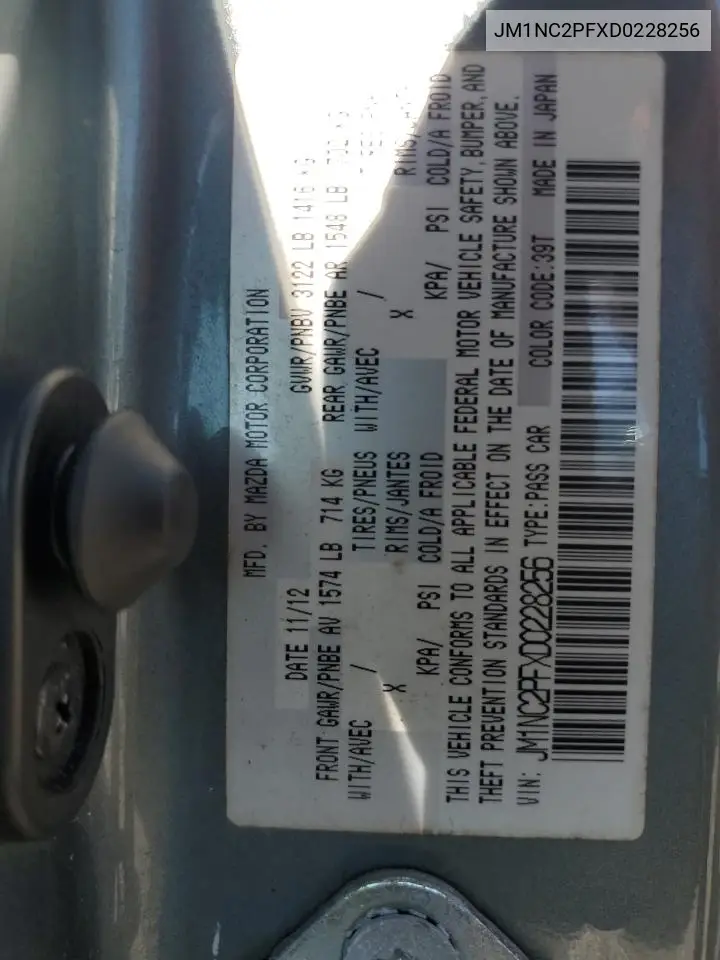 JM1NC2PFXD0228256
MFD. BY MAZDA MOTOR CORPORATION
DATE 11/12 GVWR/PNBV 3122 LB 1416 KG
FRONT GAWR/PNBE AV 1574 LB 714 KG REAR GAWR/PNBE AR 1548 LB KG
WITH/AVEC / TIRES/PNEUS WITH/AVEC /
X RIMS/JANTES X
KPA/ PSI COLD/A FROID KPA/ PSI COLD/A FROID
THIS VEHICLE CONFORMS TO ALL APPLICABLE FEDERAL MOTOR VEHICLE SAFETY, BUMPER, AND
THEFT PREVENTION STANDARDS IN EFFECT ON THE DATE OF MANUFACTURE SHOWN ABOVE.
VIN: JM1NC2PFXD0228256 TYPE:PASS CAR COLOR CODE:39T MADE IN JAPAN